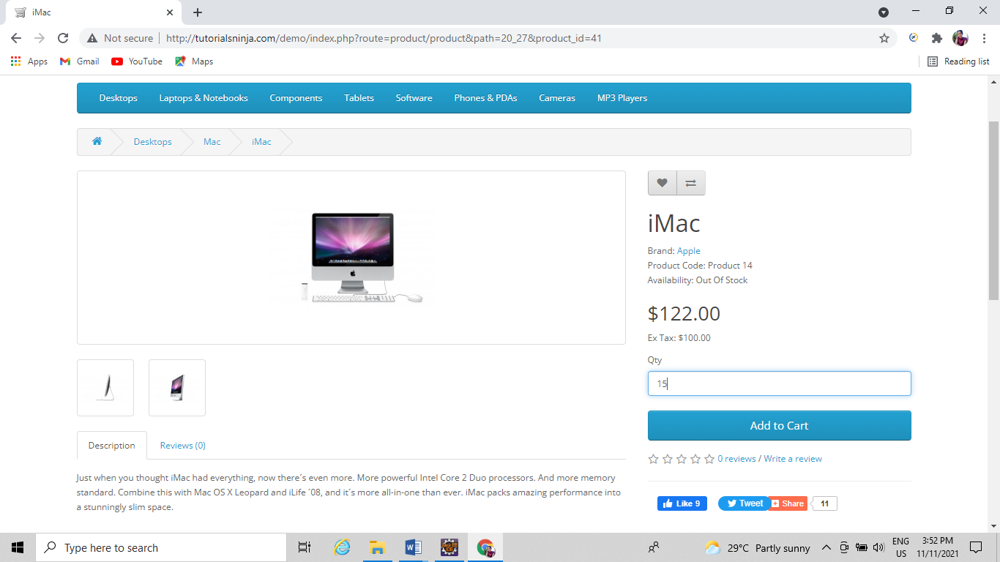 iMac
Not secure
http://tutorialsninja.com/demo/index.php?route=product/product&path=20_27&product_id=41
Apps Gmail YouTube Maps Reading list
Desktops Laptops & Notebooks Components Tablets Software Phones & PDAs Cameras MP3 Players
Desktops Mac iMac
iMac
Brand: Apple
Product Code: Product 14
Availability: Out Of Stock
$122.00
Ex Tax: $100.00
Qty
15
Add to Cart
0 reviews / Write a review
Like 9 Tweet Share 11
Description Reviews (0)
Just when you thought iMac had everything, now there´s even more. More powerful Intel Core 2 Duo processors. And more memory
standard. Combine this with Mac OS X Leopard and iLife ´08, and it´s more all-in-one than ever. iMac packs amazing performance into
a stunningly slim space.
Type here to search
29°C Partly sunny
ENG
US
3:52 PM
11/11/2021